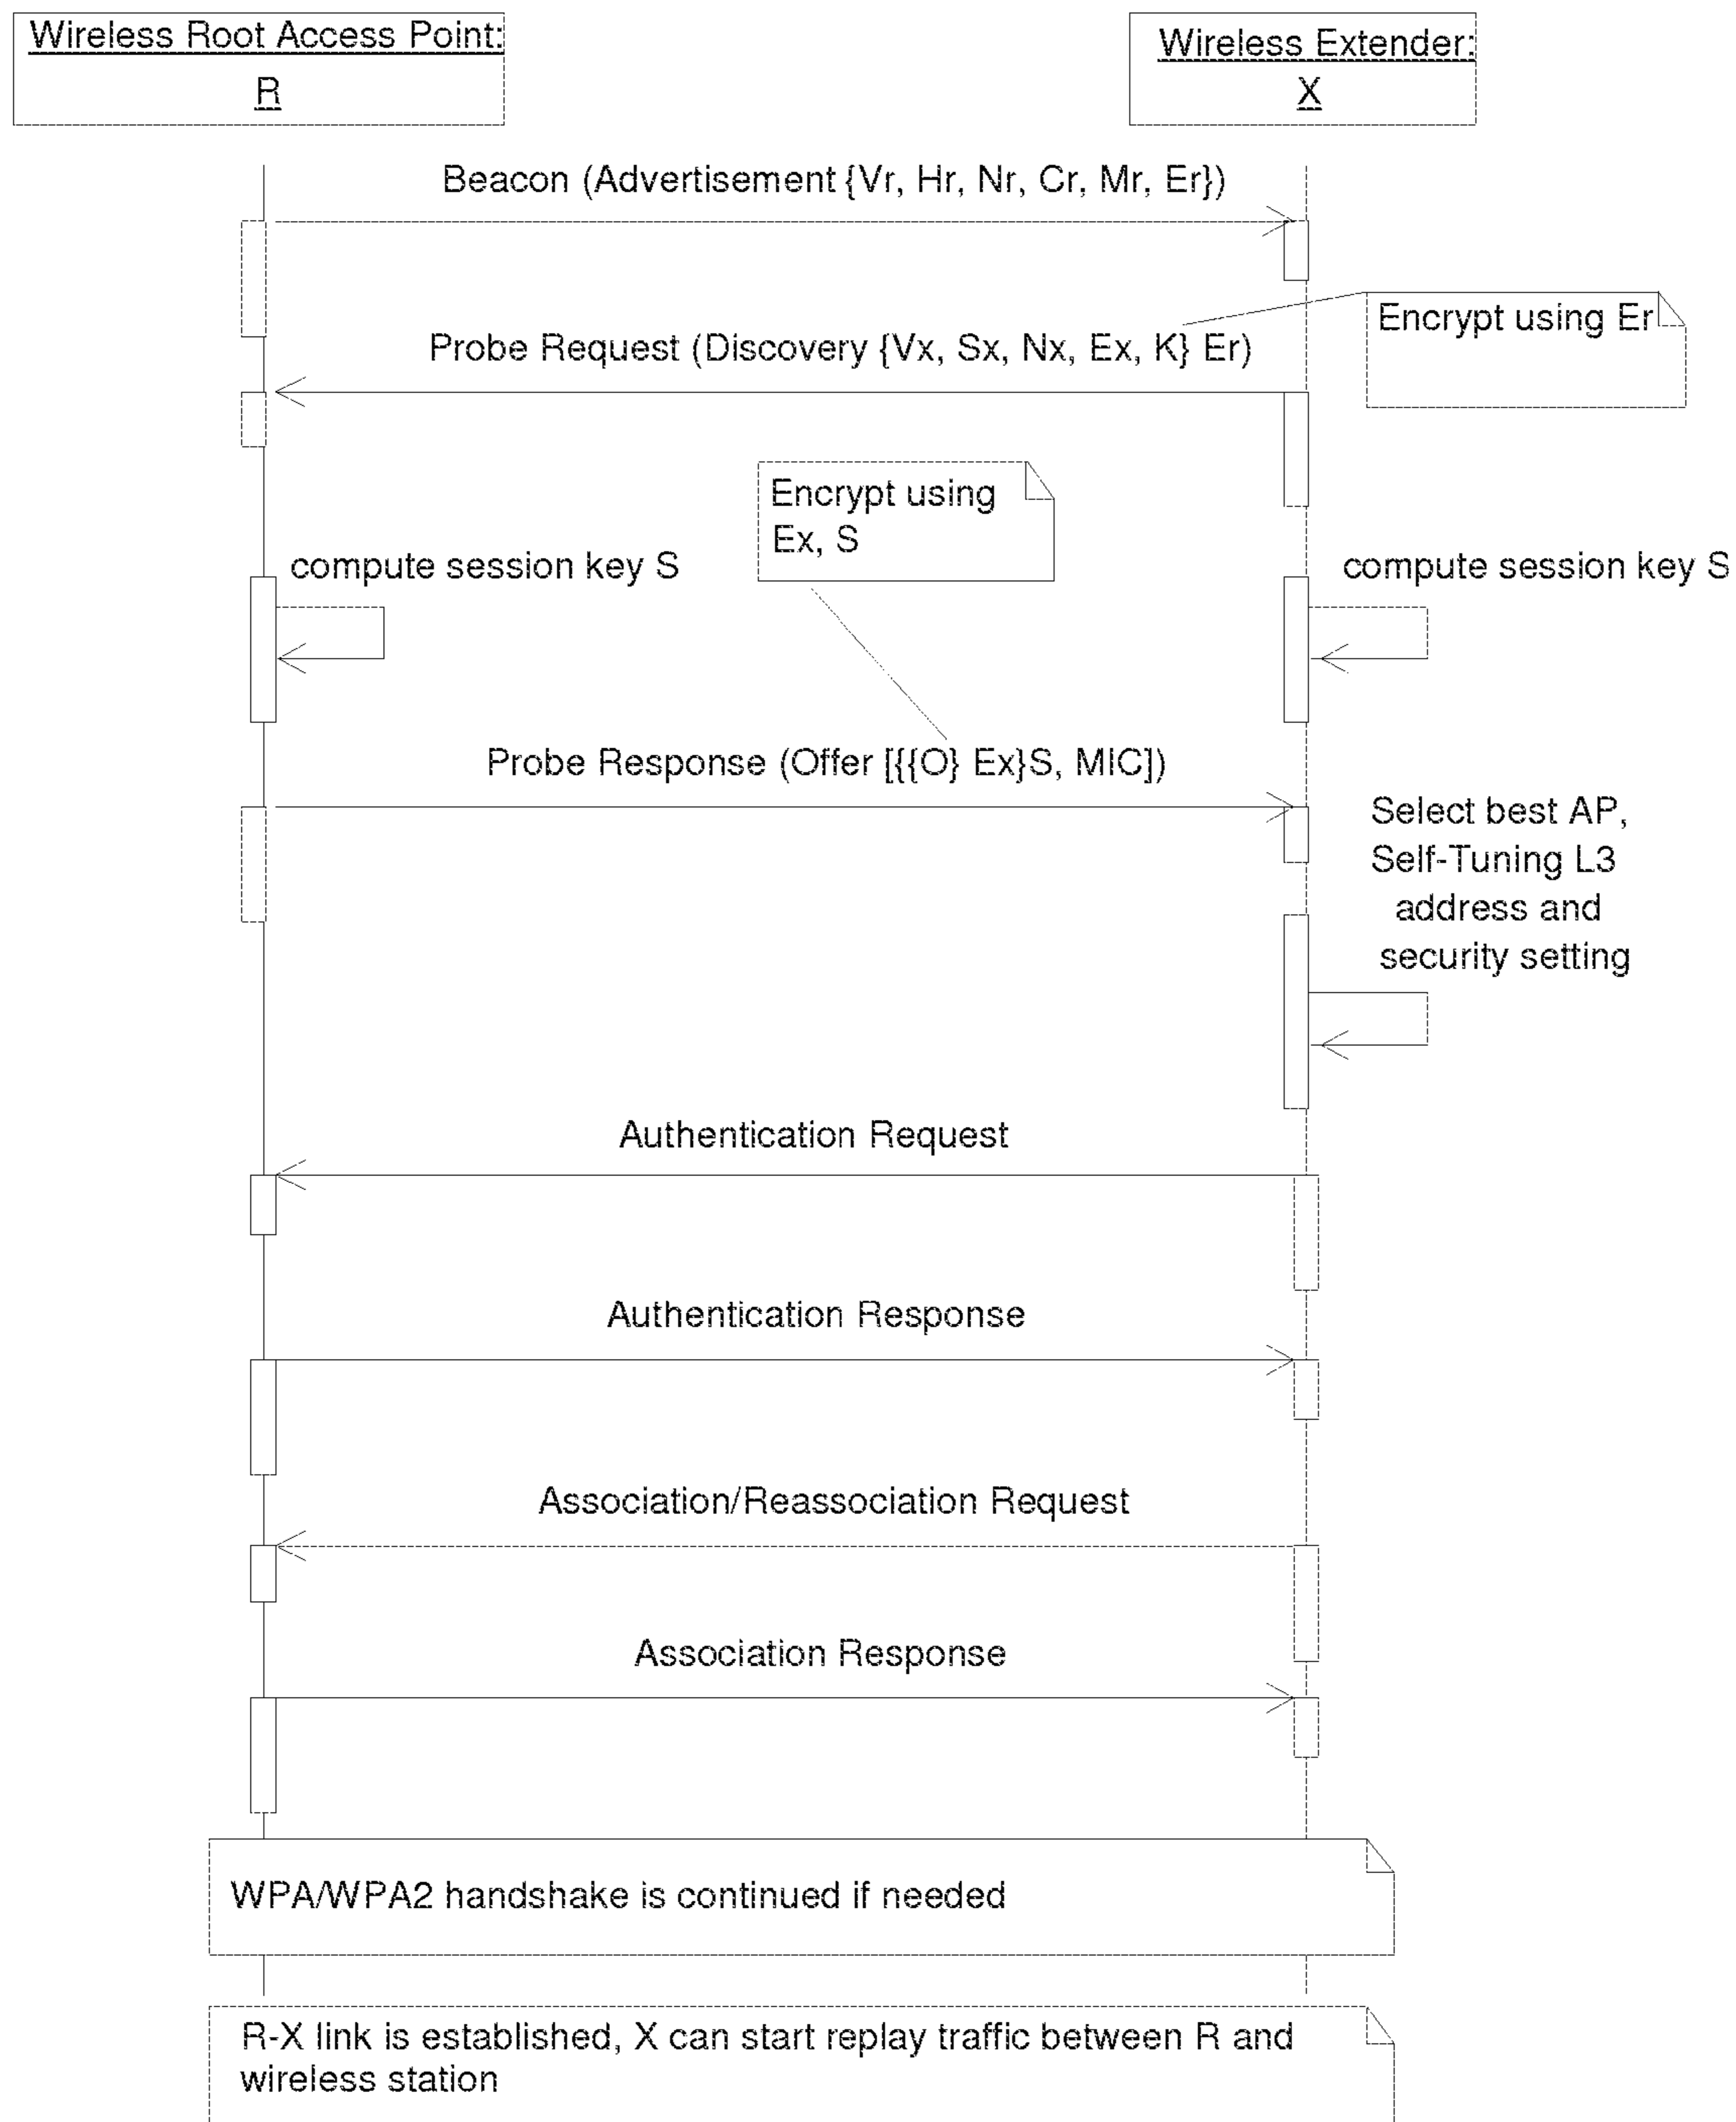 Wireless Root Access Point:
R
Wireless Extender:
X
Beacon (Advertisement {Vr, Hr, Nr, Cr, Mr, Er})
Encrypt using Er
Probe Request (Discovery {Vx, Sx, Nx, Ex, K} Er)
Encrypt using
Ex, S
compute session key S
compute session key S
Probe Response (Offer [{{O} Ex}S, MIC])
Select best AP,
Self-Tuning L3
address and
security setting
Authentication Request
Authentication Response
Association/Reassociation Request
Association Response
WPA/WPA2 handshake is continued if needed
R-X link is established, X can start replay traffic between R and
wireless station